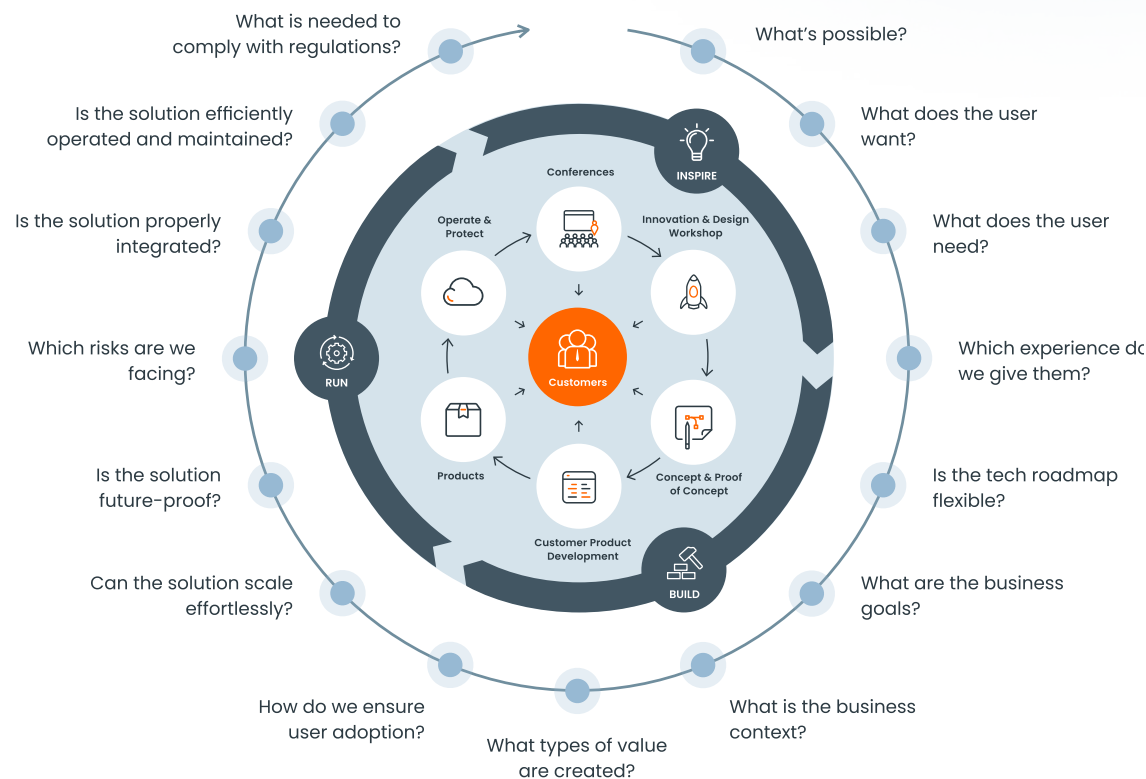 What's possible?
What does the user
want?
What does the user
need?
Which experience
we give them?
Is the tech roadmap
flexible?
What are the business
goals?
What is the business
context?
What types of value
are created?
How do we ensure
user adoption?
Can the solution scale
effortlessly?
Is the solution
future-proof?
Which risks are we
facing?
Is the solution properly
integrated?
Is the solution efficiently
operated and maintained?
What is needed to
comply with regulations?
INSPIRE
BUILD
RUN
Conferences
Innovation & Design
Workshop
Concept & Proof
of Concept
Customer Product
Development
Products
Operate &
Protect
Customers